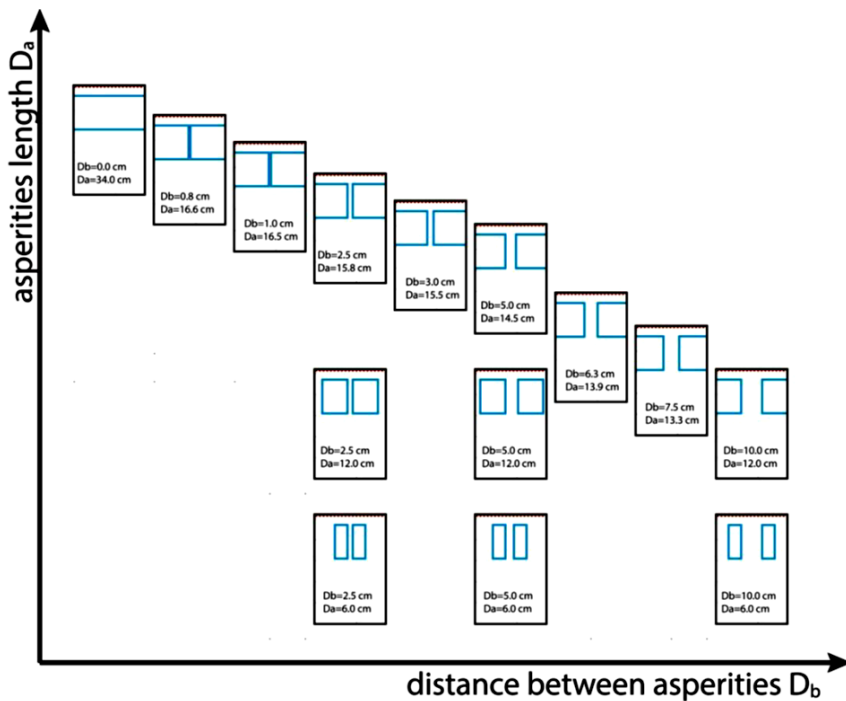 asperities length Da
Db=0.0 cm
Da=34.0 cm
Db=0.8 cm
Da=16.6 cm
Db=1.0 cm
Da=16.5 cm
Db=2.5 cm
Da=15.8 cm
Db=3.0 cm
Da=15.5 cm
Db=5.0 cm
Da=14.5 cm
Db=6.3 cm
Da=13.9 cm
Db=7.5 cm
Da=13.3 cm
Db=2.5 cm
Da=12.0 cm
Db=5.0 cm
Da=12.0 cm
Db=10.0 cm
Da=12.0 cm
Db=2.5 cm
Da=6.0 cm
Db=5.0 cm
Da=6.0 cm
Db=10.0 cm
Da=6.0 cm
distance between asperities Db